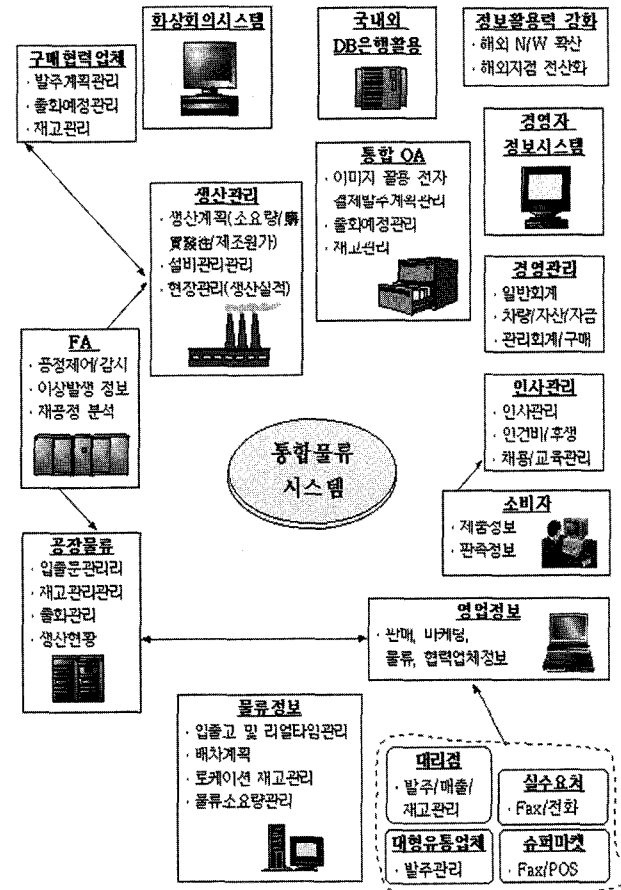 화상회의시스템
국내외
DB은행활용
정보활용력 강화
· 해외 N/W 확산
· 해외지점 전산화
구매협력업체
· 발주계획관리
· 출화예정관리
· 재고관리
경영자
정보시스템
통합 OA
· 이미지 활용 전자
결제발주계획관리
· 출화예정관리
· 재고관리
생산관리
· 생산계획(소요량/購
買發注/제조원가)
· 설비관리관리
· 현장관리(생산실적)
경영관리
· 일반회계
· 차량/자산/자금
· 관리회계/구매
FA
· 공정제어/감시
· 이상발생 정보
· 재공정 분석
인사관리
· 인사관리
· 인건비/후생
· 채용/교육관리
통합물류
시스템
소비자
· 제품정보
· 판촉정보
공장물류
· 입출문관리리
· 재고관리관리
· 출화관리
· 생산현황
영업정보
· 판매, 마케팅,
물류, 협력업체정보
물류정보
· 입출고 및 리얼타임관리
· 배차계획
· 로케이션 재고관리
· 물류소요량관리
대리점
· 발주/매출/
재고관리
실수요처
· Fax/전화
대형유통업체
· 발주관리
슈퍼마켓
· Fax/POS